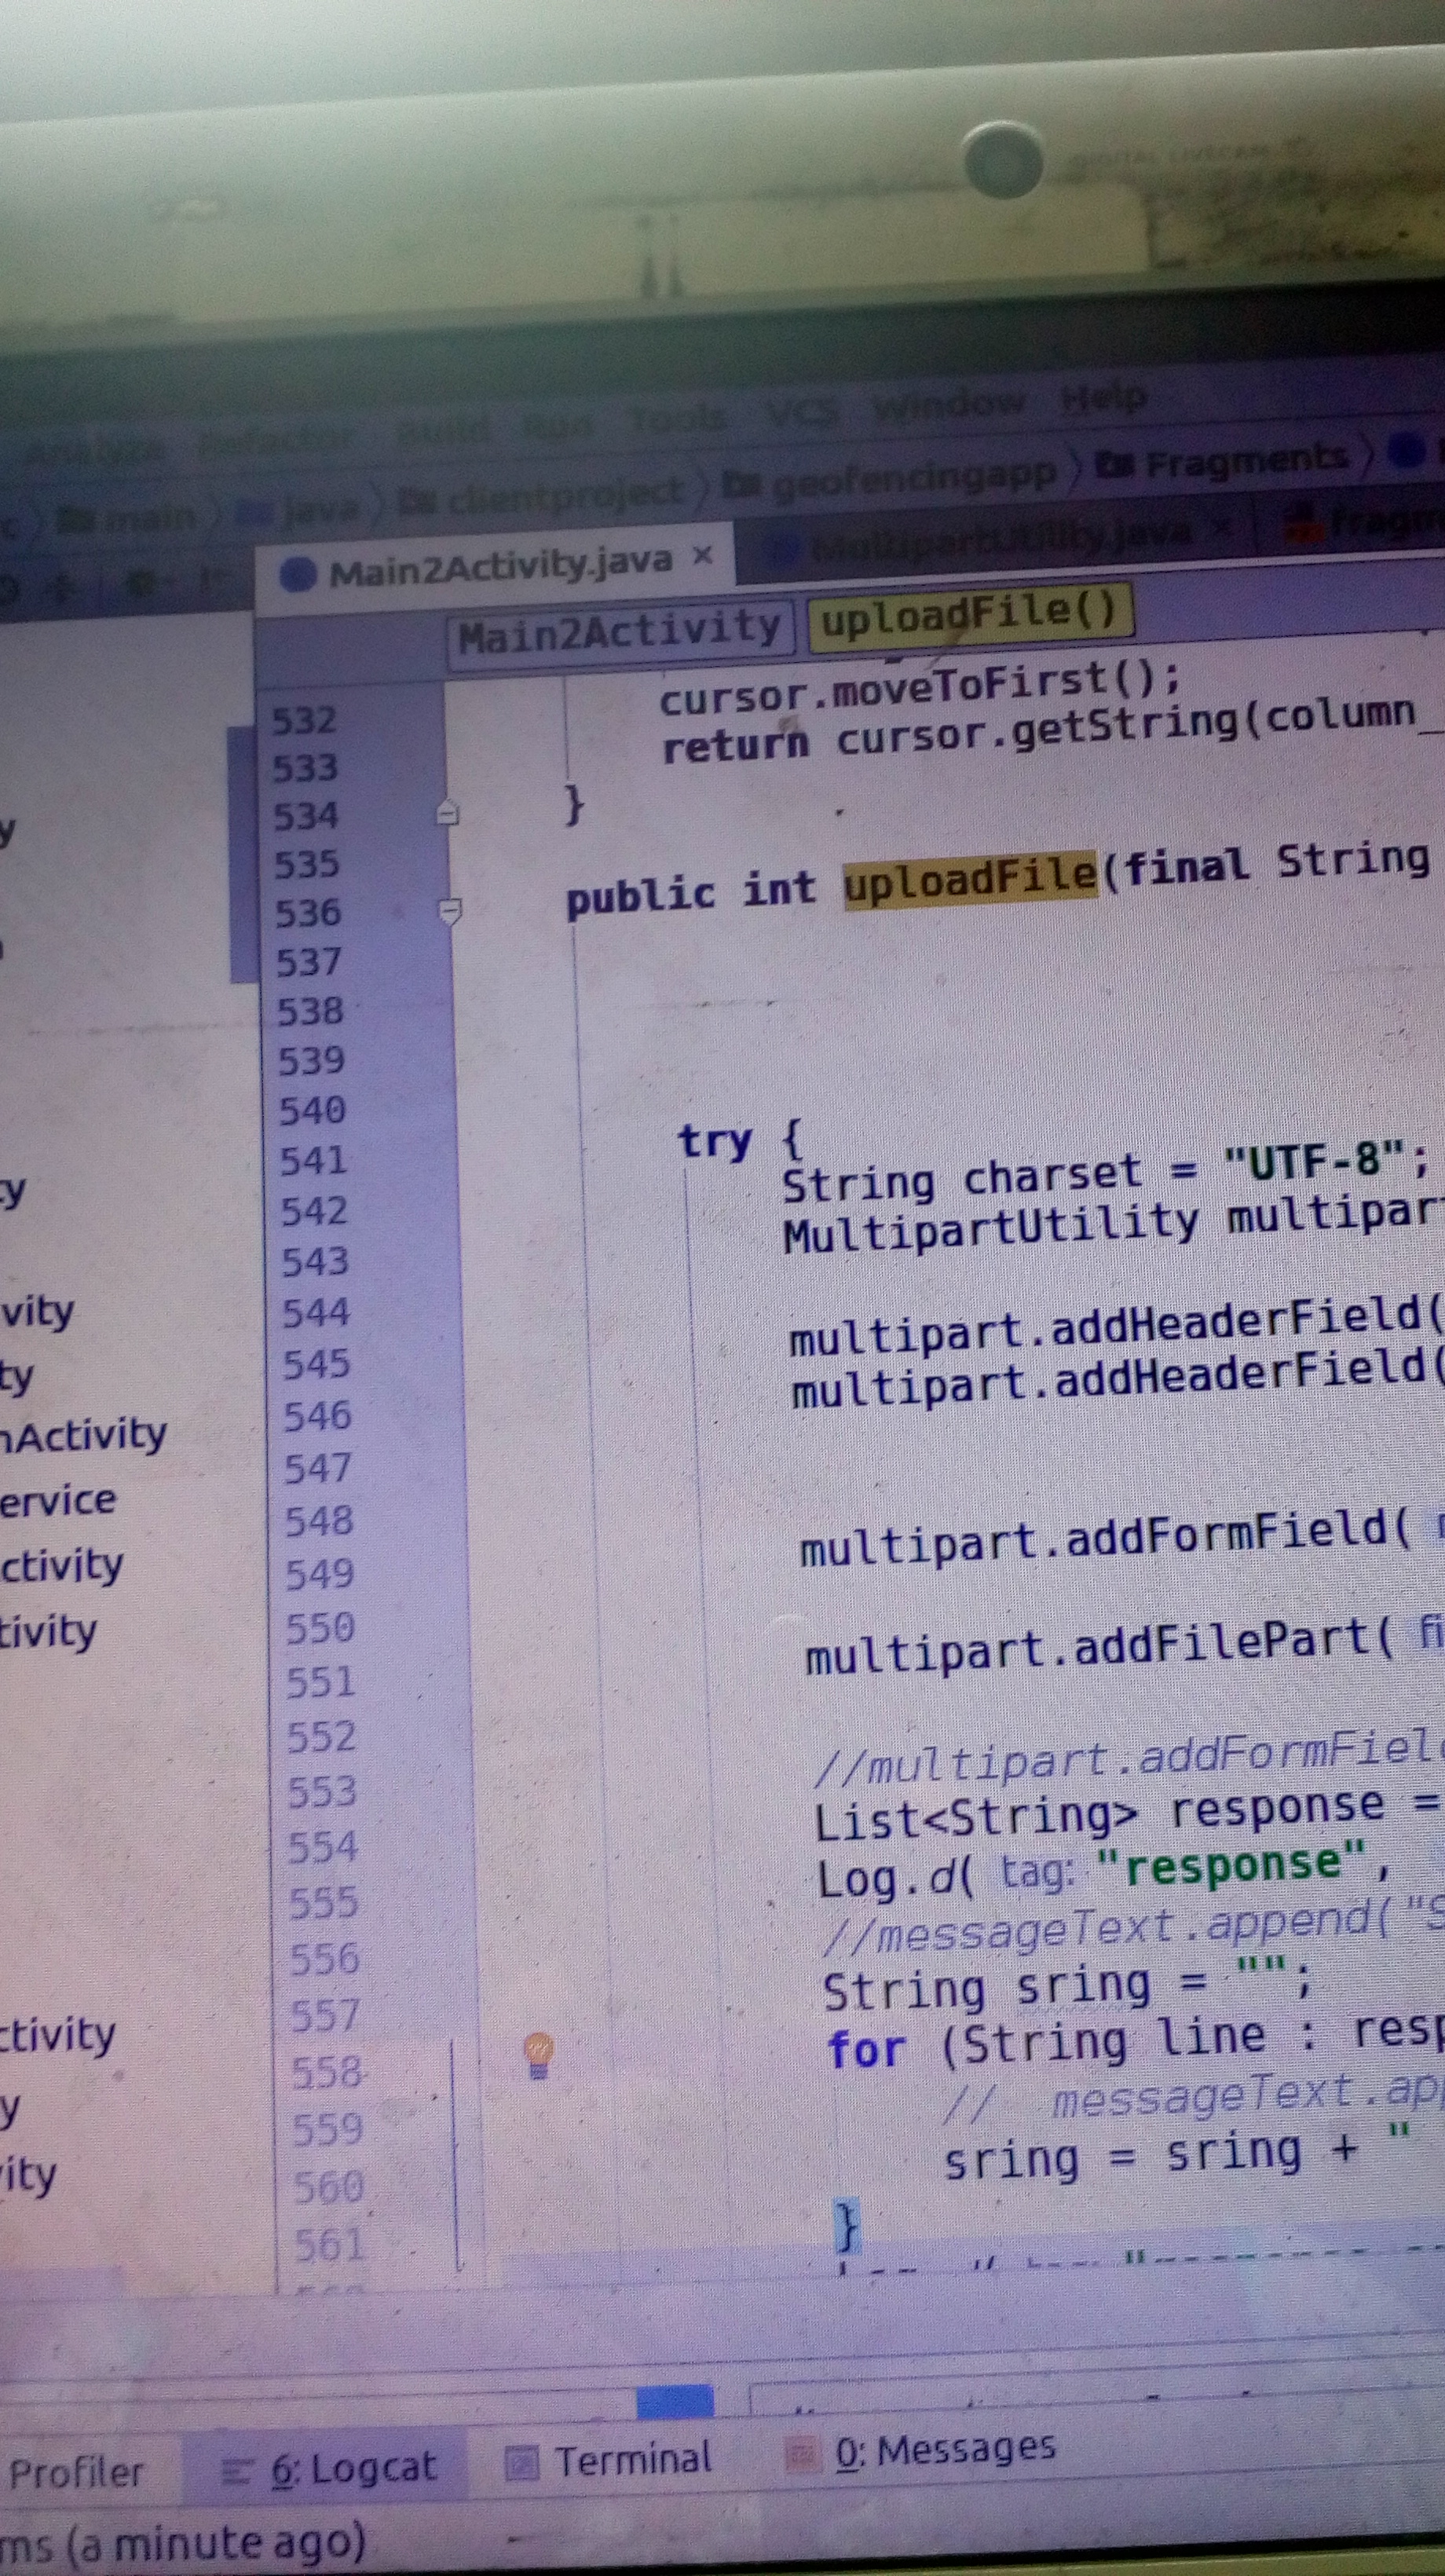 Analyze Refactor Build Run Tools VCS Window Help
main java clientproject geofencingapp Fragments
Main2Activity.java × MultipartUtility.java × fragm
Main2Activity uploadFile()
532 cursor.moveToFirst();
533 return cursor.getString(column_
534 }
535
536 public int uploadFile(final String
537
538
539
540
541 try {
542 String charset = "UTF-8";
543 MultipartUtility multipar
544
545 multipart.addHeaderField(
546 multipart.addHeaderField(
547
548
549 multipart.addFormField(
550
551 multipart.addFilePart( fi
552
553 //multipart.addFormFiel
554 List<String> response =
555 Log.d( tag: "response",
556 //messageText.append("S
557 String sring = "";
558 for (String line : resp
559 // messageText.app
560 sring = sring + "
561 }
y
ty
vity
ty
nActivity
ervice
ctivity
tivity
ctivity
y
ity
Profiler 6: Logcat Terminal 0: Messages
ms (a minute ago)